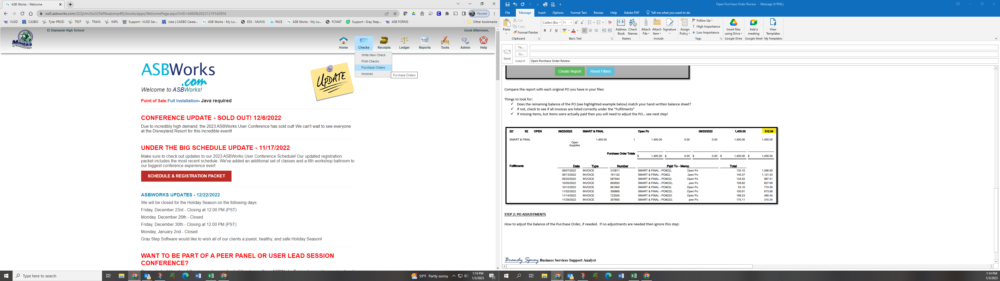 ASB Works - Welcome
ws0.asbworks.com/(S(3jvlm2ts2l25kff4xabsmp4f))/books/apps/WelcomePage.aspx?mID=6460&20221219142854
Paused
VUSD CASBO Tyler PROD TEST TRAIN IMPL Support : VUSD Ser... Jobs | CASBO Caree... ASB Works - My Lo... ESS - MUNIS PACE ASB Works - My Lo... FCMAT Support : Gray Step... ASB FORMS Other bookmarks
El Diamante High School
Good Afternoon,
MINERS
EL DIAMANTE HIGH
Home Checks Receipts Ledger Reports Tools Admin Help
Write New Check
Print Checks
Purchase Orders
Invoices
Purchase Orders
ASBWorks
.com
Welcome to ASBWorks!
UPDATE
Point of Sale:Full Installation- Java required
CONFERENCE UPDATE - SOLD OUT! 12/6/2022
Due to incredibly high demand, the 2023 ASBWorks User Conference has sold out! We can't wait to see everyone
at the Disneyland Resort for this incredible event!
UNDER THE BIG SCHEDULE UPDATE - 11/17/2022
Make sure to check out updates to our 2023 ASBWorks User Conference Schedule! Our updated registration
packet includes the most recent schedule. We've added an additional set of classes and a 6th workshop ballroom to
our biggest conference experience ever!
SCHEDULE & REGISTRATION PACKET
ASBWORKS UPDATES - 12/22/2022
We will be closed for the Holiday Season on the following days:
Friday, December 23rd - Closing at 12:00 PM (PST)
Monday, December 26th - Closed
Friday, December 30th - Closing at 12:00 PM (PST)
Monday, January 2nd - Closed
Gray Step Software would like to wish all of our clients a joyest, healthy, and safe Holiday Season!
WANT TO BE PART OF A PEER PANEL OR USER LEAD SESSION
CONFERENCE?
Type here to search
59°F Partly sunny
1:14 PM
1/3/2023
13
Open Purchase Order Review - Message (HTML)
File Message Insert Options Format Text Review Help Adobe PDF Tell me what you want to do
Paste
Cut
Copy
Format Painter
Clipboard
Calibri (Boc 11
B I U
Basic Text
Address Book
Check Names
Names
Attach File
Attach Item
Signature
Include
Assign Policy
Follow Up
High Importance
Low Importance
Tags
Insert files using Drive
Google Drive
Add a meeting
Google Meet
View Templates
My Templates
Send
To...
Cc...
Subject Open Purchase Order Review
Create Report Reset Filters
Compare the report with each original PO you have in your files:
Things to look for:
✓ Does the remaining balance of the PO (see highlighted example below) match your hand written balance sheet?
✓ If not, check to see if all invoices are listed correctly under the “Fulfilments”
✓ If missing items, but items were actually paid then you will need to adjust the PO... see next step!
62 OPEN 09/23/2022 SMART & FINAL Open Po 09/23/2022 1,400.00 310.34
SMART & FINAL - Open Supplies 1,400.00 1 1,400.00 0.00 0.00 1,400.00 1,400.00
Purchase Order Totals $ 1,400.00 $ 0.00 $ 0.00 $ 1,400.00 $ 1,400.00
Fulfillments Date Type Number Paid To - Memo Total
09/07/2022 INVOICE 310811 SMART & FINAL - PO#222 Open Po 133.10 1,266.90
09/13/2022 INVOICE 161122 SMART & FINAL - PO#22 Open Po 145.37 1,121.53
09/20/2022 INVOICE 087944 SMART & FINAL - PO#222 Open Po 134.02 987.51
10/05/2022 INVOICE 892655 SMART & FINAL - PO#222 pen Po 159.82 827.69
10/12/2022 INVOICE 981900 SMART & FINAL - PO#222 Open Po 53.10 774.59
11/02/2022 INVOICE 399866 SMART & FINAL - PO#222 Open Po 100.91 673.68
11/14/2022 INVOICE 723555 SMART & FINAL - PO#222 Open Po 188.23 485.45
11/29/2022 INVOICE 357855 SMART & FINAL - PO#222 pen Po 175.11 310.34
STEP 2: PO ADJUSTMENTS
How to adjust the balance of the Purchase Order, if needed. If no adjustments are needed then ignore this step:
Brandy Spray Business Services Support Analyst
1:14 PM
1/3/2023